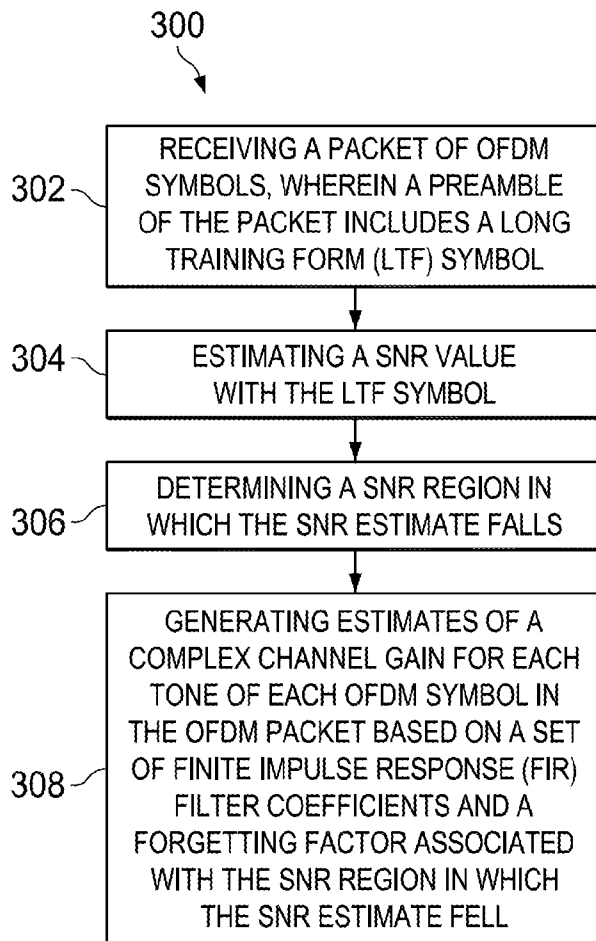 300
302
RECEIVING A PACKET OF OFDM
SYMBOLS, WHEREIN A PREAMBLE
OF THE PACKET INCLUDES A LONG
TRAINING FORM (LTF) SYMBOL
304
ESTIMATING A SNR VALUE
WITH THE LTF SYMBOL
306
DETERMINING A SNR REGION IN
WHICH THE SNR ESTIMATE FALLS
308
GENERATING ESTIMATES OF A
COMPLEX CHANNEL GAIN FOR EACH
TONE OF EACH OFDM SYMBOL IN
THE OFDM PACKET BASED ON A SET
OF FINITE IMPULSE RESPONSE (FIR)
FILTER COEFFICIENTS AND A
FORGETTING FACTOR ASSOCIATED
WITH THE SNR REGION IN WHICH
THE SNR ESTIMATE FELL